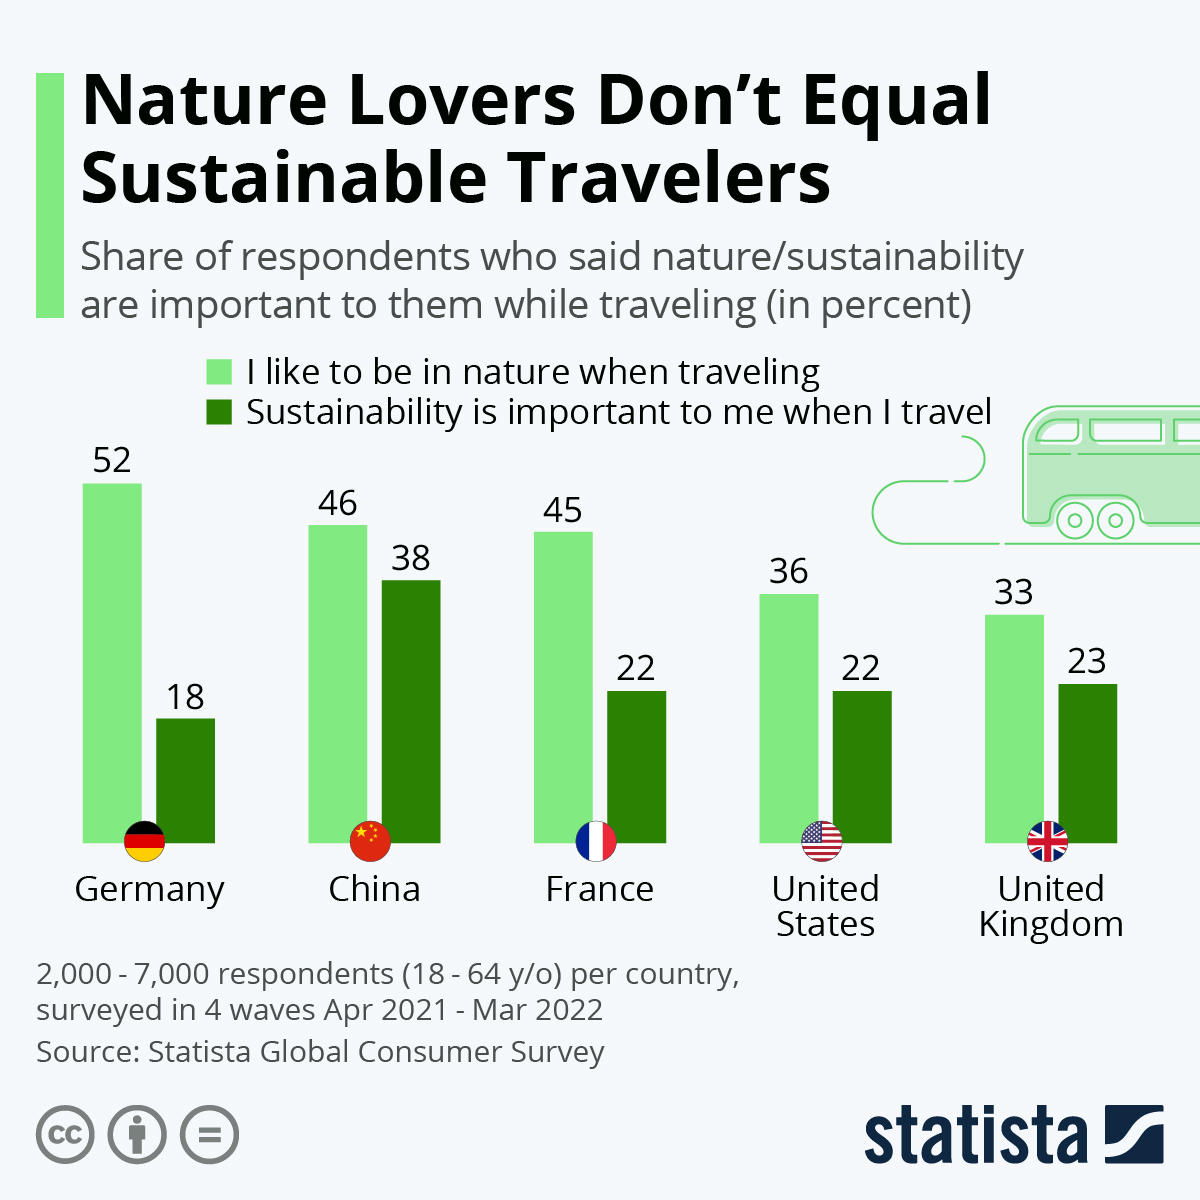 Nature Lovers Don’t Equal
Sustainable Travelers
Share of respondents who said nature/sustainability
are important to them while traveling (in percent)
I like to be in nature when traveling
Sustainability is important to me when I travel
52
18
46
38
45
22
36
22
33
23
Germany
China
France
United
States
United
Kingdom
2,000 - 7,000 respondents (18 - 64 y/o) per country,
surveyed in 4 waves Apr 2021 - Mar 2022
Source: Statista Global Consumer Survey
cc
statista